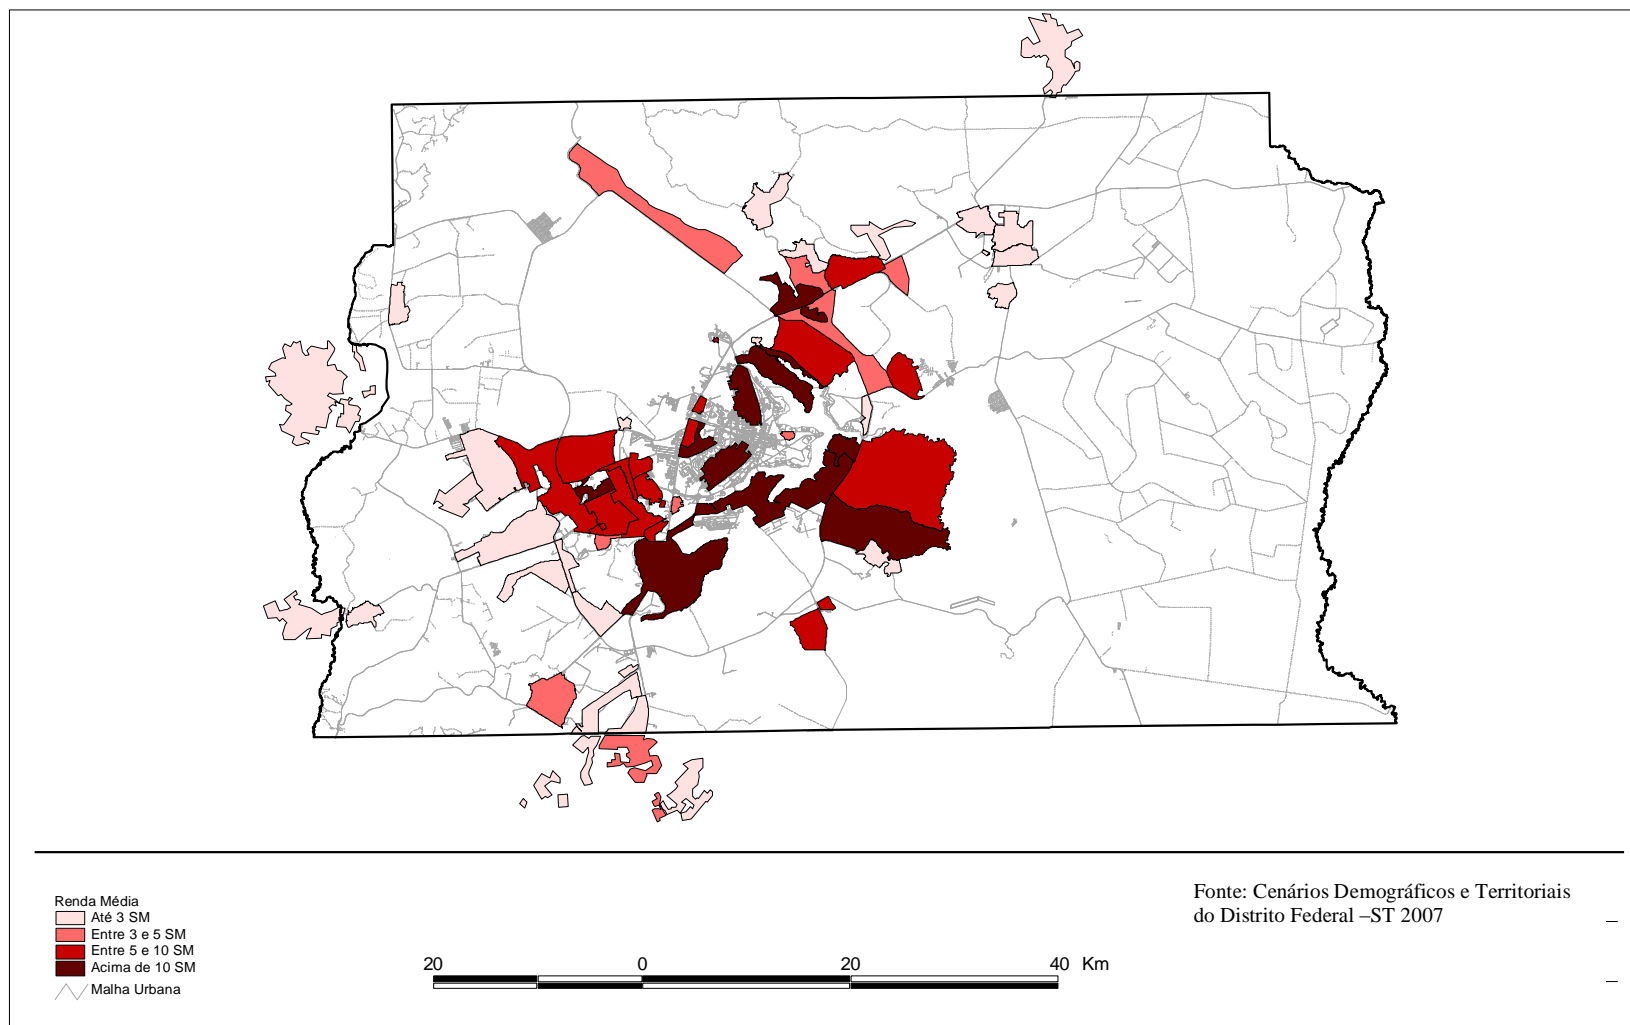 Fonte: Cenários Demográficos e Territoriais
do Distrito Federal –ST 2007
Renda Média
Até 3 SM
Entre 3 e 5 SM
Entre 5 e 10 SM
Acima de 10 SM
Malha Urbana
20 0 20 40 Km